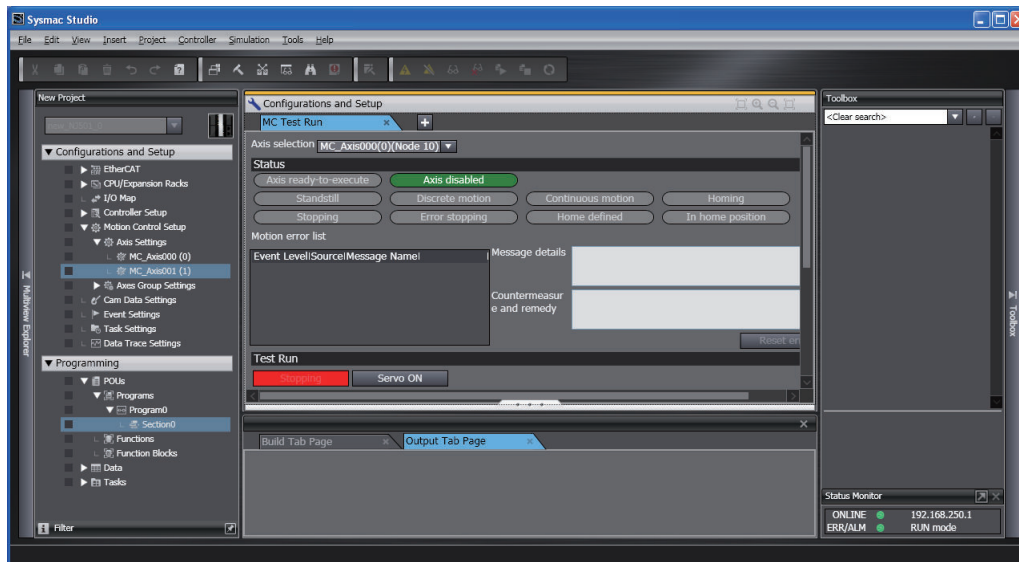 Sysmac Studio
File Edit View Insert Project Controller Simulation Tools Help
New Project
new_NJ501_0
Configurations and Setup
EtherCAT
CPU/Expansion Racks
I/O Map
Controller Setup
Motion Control Setup
Axis Settings
MC_Axis000 (0)
MC_Axis001 (1)
Axes Group Settings
Cam Data Settings
Event Settings
Task Settings
Data Trace Settings
Programming
POUs
Programs
Program0
Section0
Functions
Function Blocks
Data
Tasks
Filter
Multiview Explorer
Configurations and Setup
MC Test Run
Axis selection MC_Axis000(0)(Node 10)
Status
Axis ready-to-execute Axis disabled
Standstill Discrete motion Continuous motion Homing
Stopping Error stopping Home defined In home position
Motion error list
Event Level|Source|Message Name|
Message details
Countermeasur
e and remedy
Reset err
Test Run
Stopping Servo ON
Build Tab Page Output Tab Page
Toolbox
<Clear search>
Toolbox
Status Monitor
ONLINE 192.168.250.1
ERR/ALM RUN mode